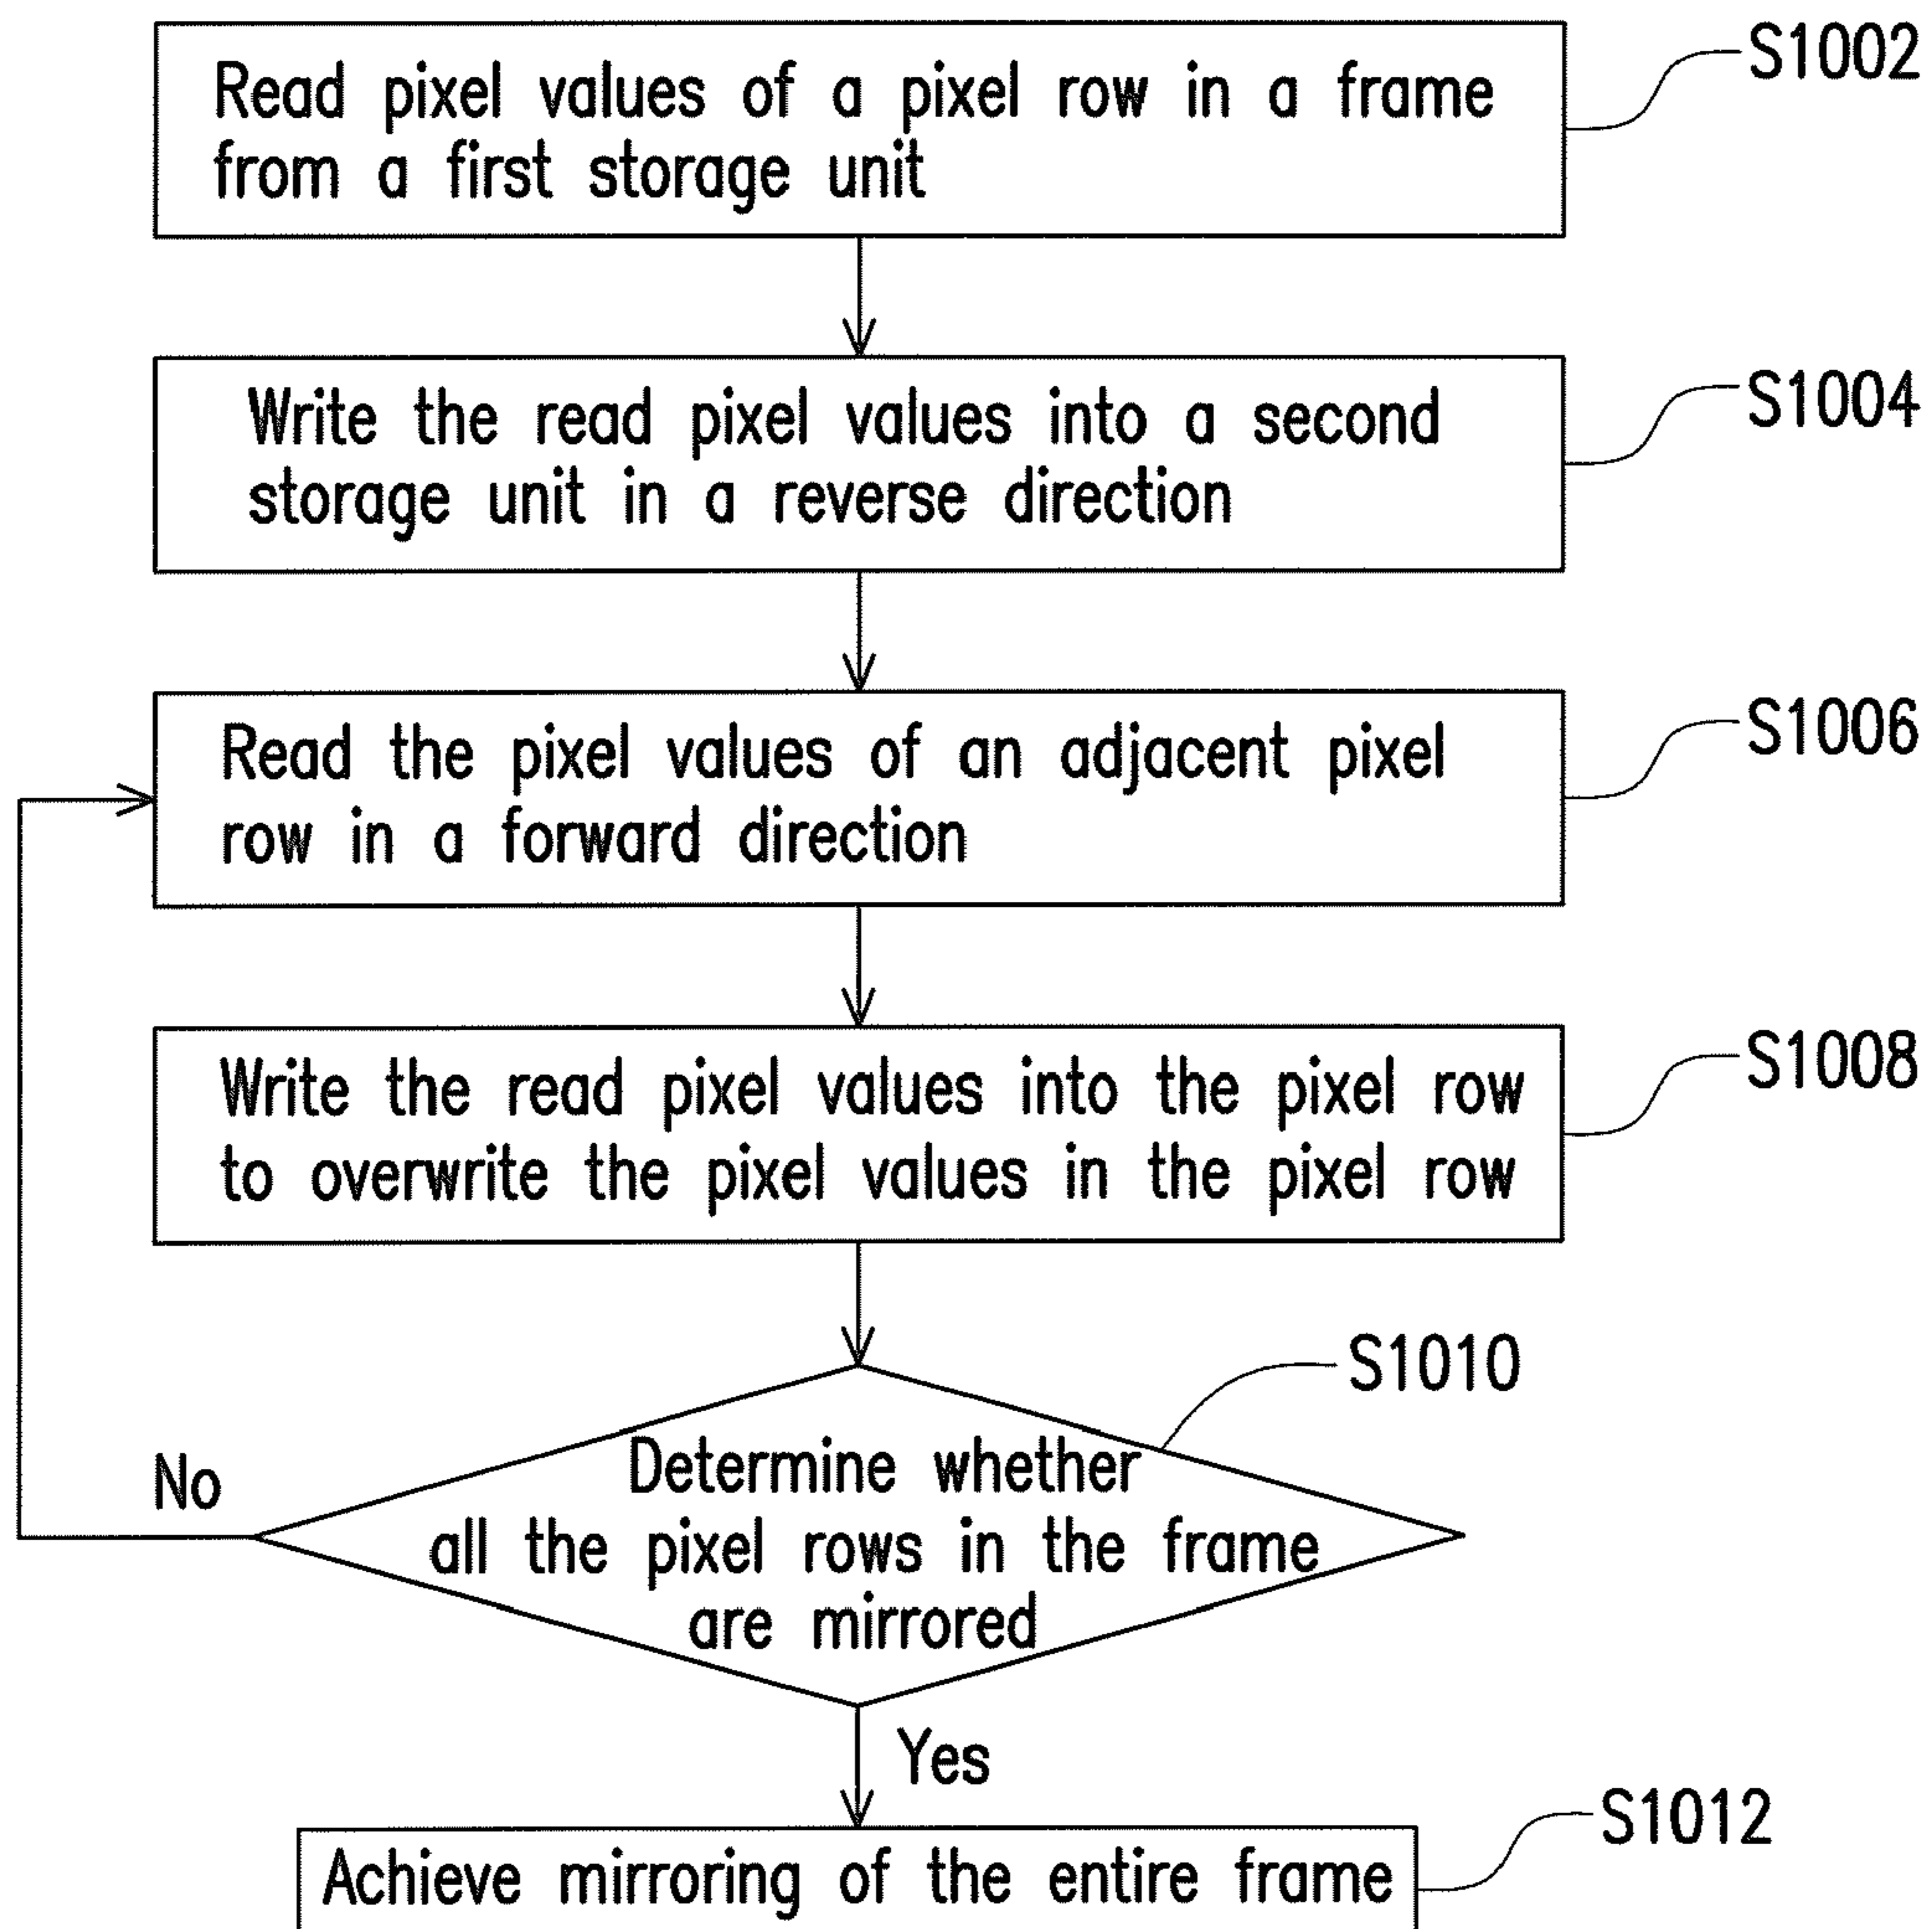 Read pixel values of a pixel row in a frame
from a first storage unit
S1002
Write the read pixel values into a second
storage unit in a reverse direction
S1004
Read the pixel values of an adjacent pixel
row in a forward direction
S1006
Write the read pixel values into the pixel row
to overwrite the pixel values in the pixel row
S1008
S1010
Determine whether
all the pixel rows in the frame
are mirrored
No
Yes
S1012
Achieve mirroring of the entire frame